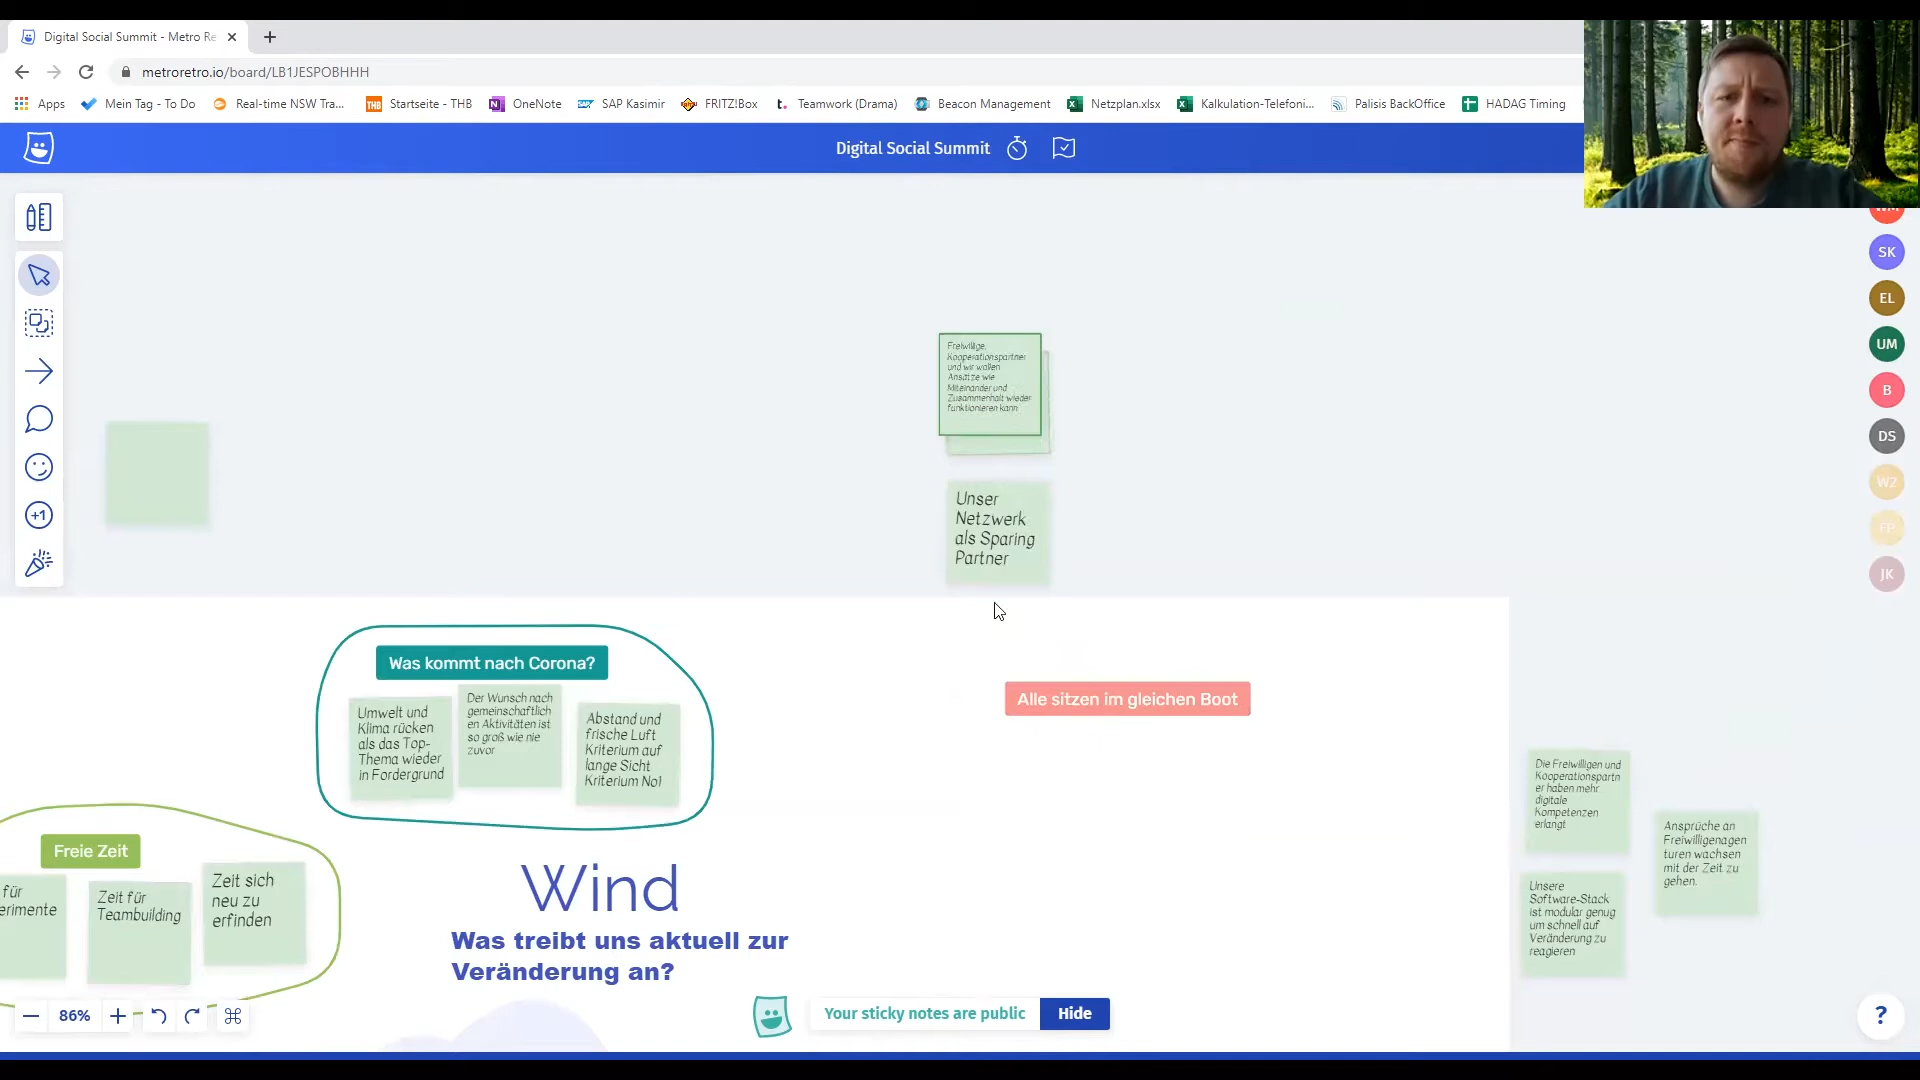 Digital Social Summit - Metro Re
metroretro.io/board/LB1JESPOBHHH
Apps
Mein Tag - To Do
Real-time NSW Tra...
THB
Startseite - THB
OneNote
SAP Kasimir
FRITZ!Box
t.
Teamwork (Drama)
Beacon Management
Netzplan.xlsx
Kalkulation-Telefoni...
Palisis BackOffice
HADAG Timing
Digital Social Summit
SK
EL
UM
B
DS
W2
FP
JK
+1
Freiwillige,
Kooperationspartner
und wir wollen
Ansätze wie
Miteinander und
Zusammenhalt wieder
funktionieren kann
Unser
Netzwerk
als Sparing
Partner
Was kommt nach Corona?
Umwelt und
Klima rücken
als das Top-
Thema wieder
in Fordergrund
Der Wunsch nach
gemeinschaftlich
en Aktivitäten ist
so groß wie nie
zuvor
Abstand und
frische Luft
Kriterium auf
lange Sicht
Kriterium No1
Alle sitzen im gleichen Boot
Die Freiwilligen und
Kooperationspartn
er haben mehr
digitale
Kompetenzen
erlangt
Ansprüche an
Freiwilligenagen
turen wachsen
mit der Zeit zu
gehen.
Unsere
Software-Stack
ist modular genug
um schnell auf
Veränderung zu
reagieren
Freie Zeit
für
erimente
Zeit für
Teambuilding
Zeit sich
neu zu
erfinden
Wind
Was treibt uns aktuell zur
Veränderung an?
86%
Your sticky notes are public
Hide
?